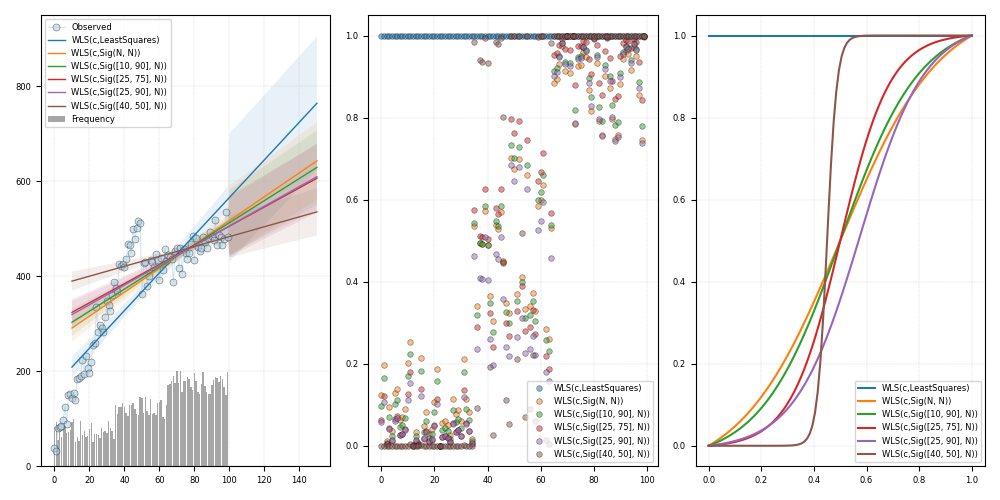 Observed
WLS(c,LeastSquares)
WLS(c,Sig(N, N))
WLS(c,Sig([10, 90], N))
WLS(c,Sig([25, 75], N))
WLS(c,Sig([25, 90], N))
WLS(c,Sig([40, 50], N))
Frequency
800
600
400
200
0
0 20 40 60 80 100 120 140
1.0
0.8
0.6
0.4
0.2
0.0
WLS(c,LeastSquares)
WLS(c,Sig(N, N))
WLS(c,Sig([10, 90], N))
WLS(c,Sig([25, 75], N))
WLS(c,Sig([25, 90], N))
WLS(c,Sig([40, 50], N))
0 20 40 60 80 100
1.0
0.8
0.6
0.4
0.2
0.0
WLS(c,LeastSquares)
WLS(c,Sig(N, N))
WLS(c,Sig([10, 90], N))
WLS(c,Sig([25, 75], N))
WLS(c,Sig([25, 90], N))
WLS(c,Sig([40, 50], N))
0.0 0.2 0.4 0.6 0.8 1.0